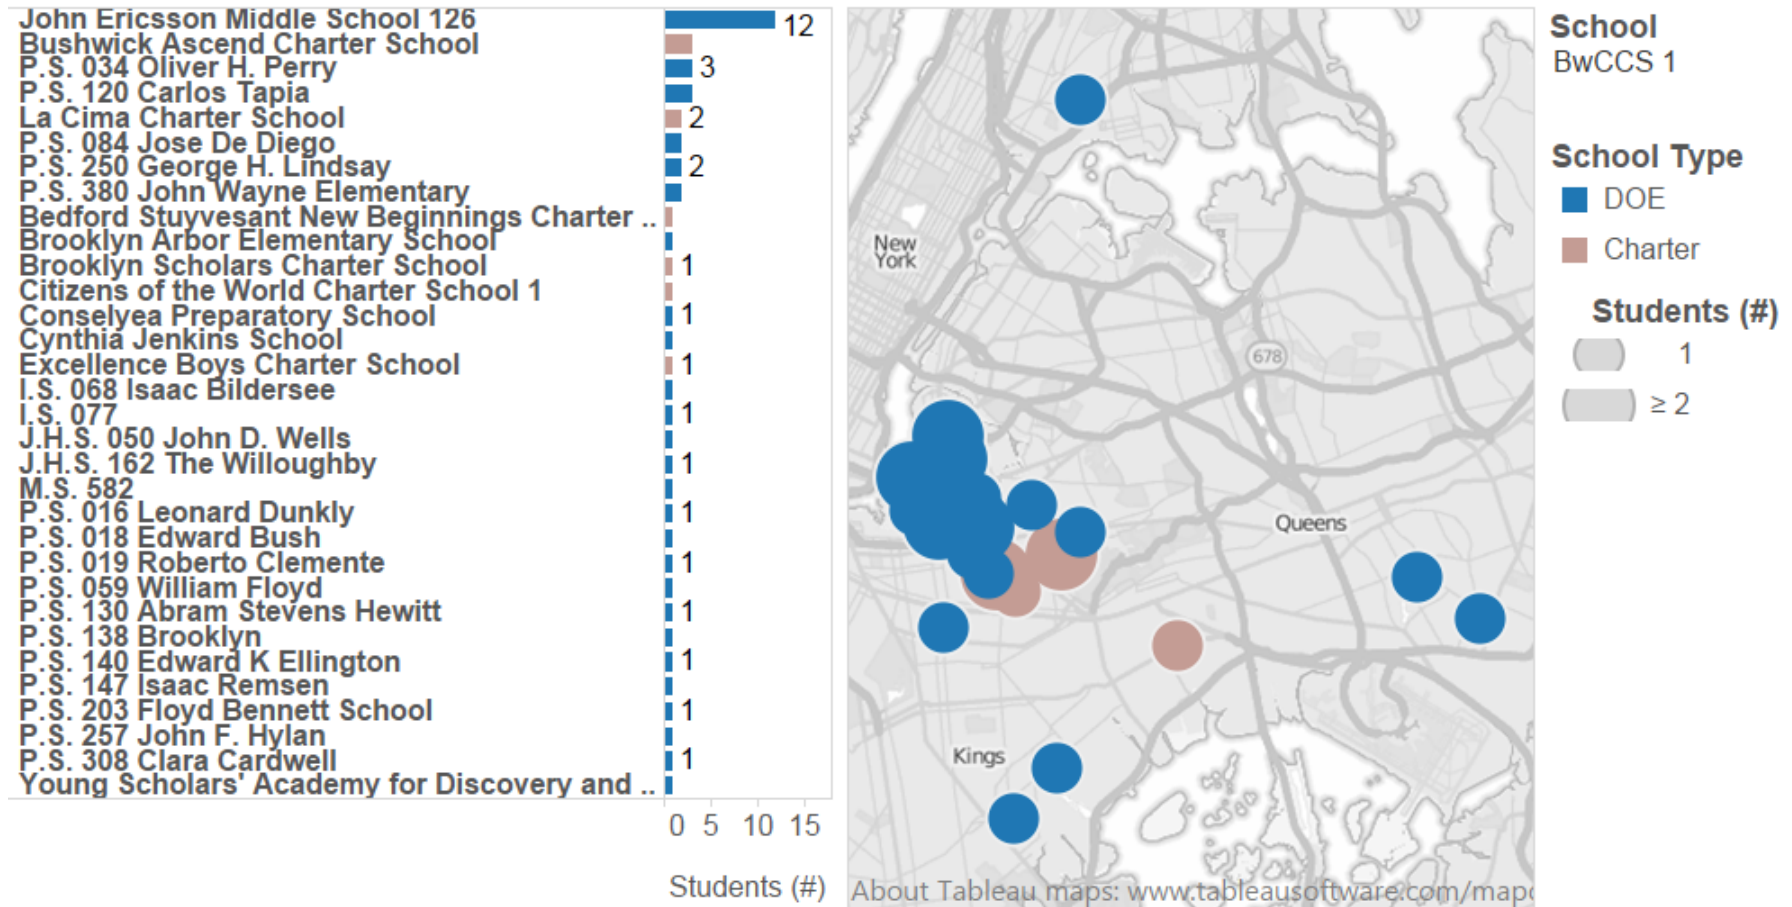 John Ericsson Middle School 126 12
Bushwick Ascend Charter School
P.S. 034 Oliver H. Perry 3
P.S. 120 Carlos Tapia
La Cima Charter School 2
P.S. 084 Jose De Diego
P.S. 250 George H. Lindsay 2
P.S. 380 John Wayne Elementary
Bedford Stuyvesant New Beginnings Charter ..
Brooklyn Arbor Elementary School
Brooklyn Scholars Charter School 1
Citizens of the World Charter School 1
Conselyea Preparatory School 1
Cynthia Jenkins School
Excellence Boys Charter School 1
I.S. 068 Isaac Bildersee
I.S. 077 1
J.H.S. 050 John D. Wells
J.H.S. 162 The Willoughby 1
M.S. 582
P.S. 016 Leonard Dunkly 1
P.S. 018 Edward Bush
P.S. 019 Roberto Clemente 1
P.S. 059 William Floyd
P.S. 130 Abram Stevens Hewitt 1
P.S. 138 Brooklyn
P.S. 140 Edward K Ellington 1
P.S. 147 Isaac Remsen
P.S. 203 Floyd Bennett School 1
P.S. 257 John F. Hylan
P.S. 308 Clara Cardwell 1
Young Scholars' Academy for Discovery and ..
0 5 10 15
Students (#)
New
York
678
Queens
Kings
About Tableau maps: www.tableausoftware.com/map
School
BwCCS 1
School Type
DOE
Charter
Students (#)
1
≥ 2